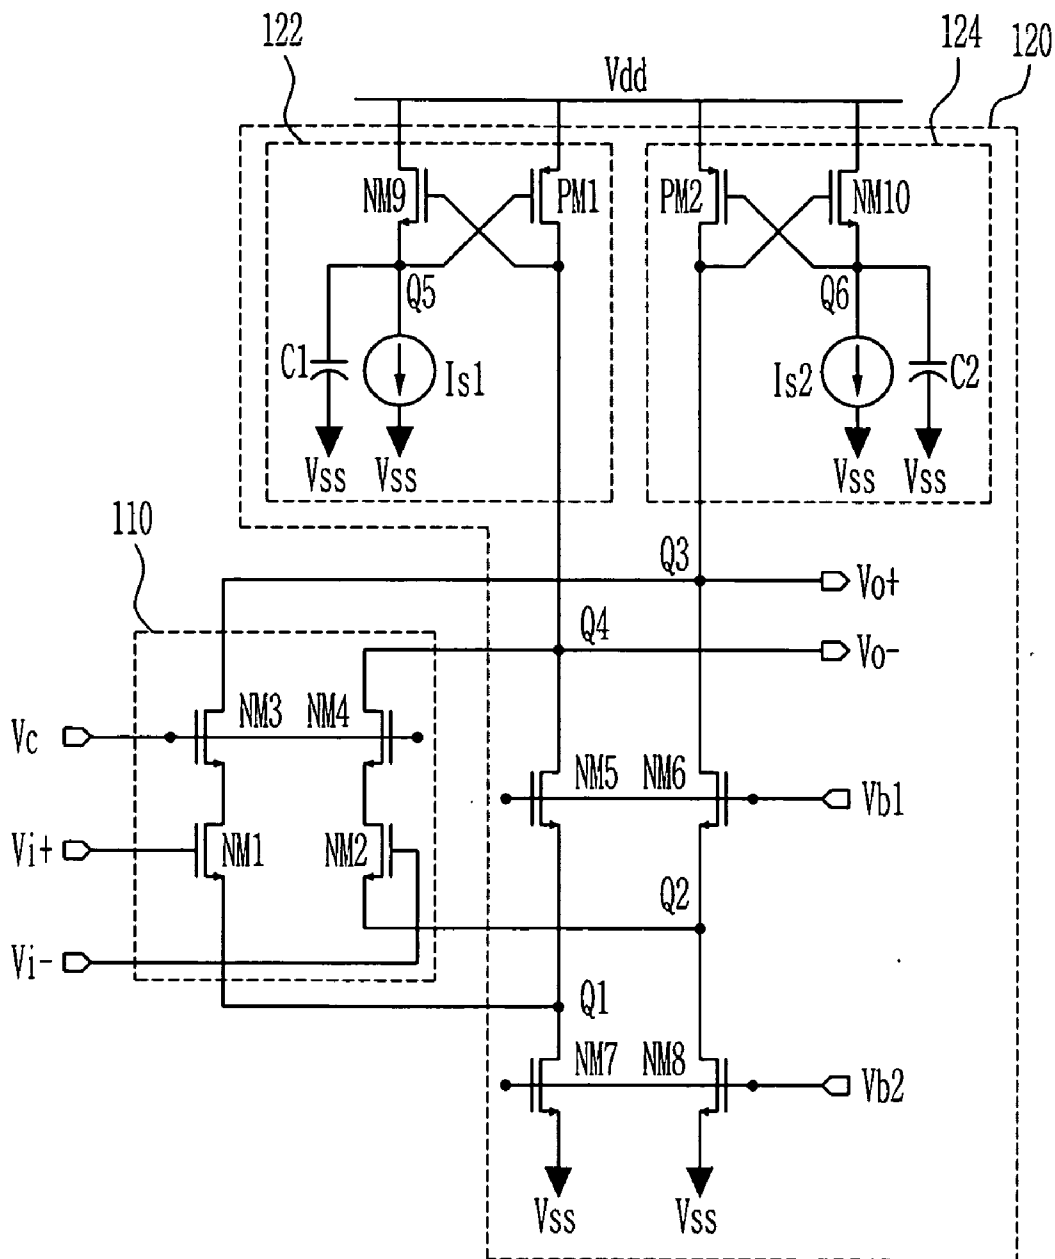 122
124
120
Vdd
NM9
PM1
PM2
NM10
Q5
Q6
C1
Is1
Is2
C2
Vss
Vss
Vss
Vss
110
Q3
Vo+
Q4
Vo-
Vc
NM3
NM4
NM5
NM6
Vb1
Vi+
NM1
NM2
Q2
Vi-
Q1
NM7
NM8
Vb2
Vss
Vss